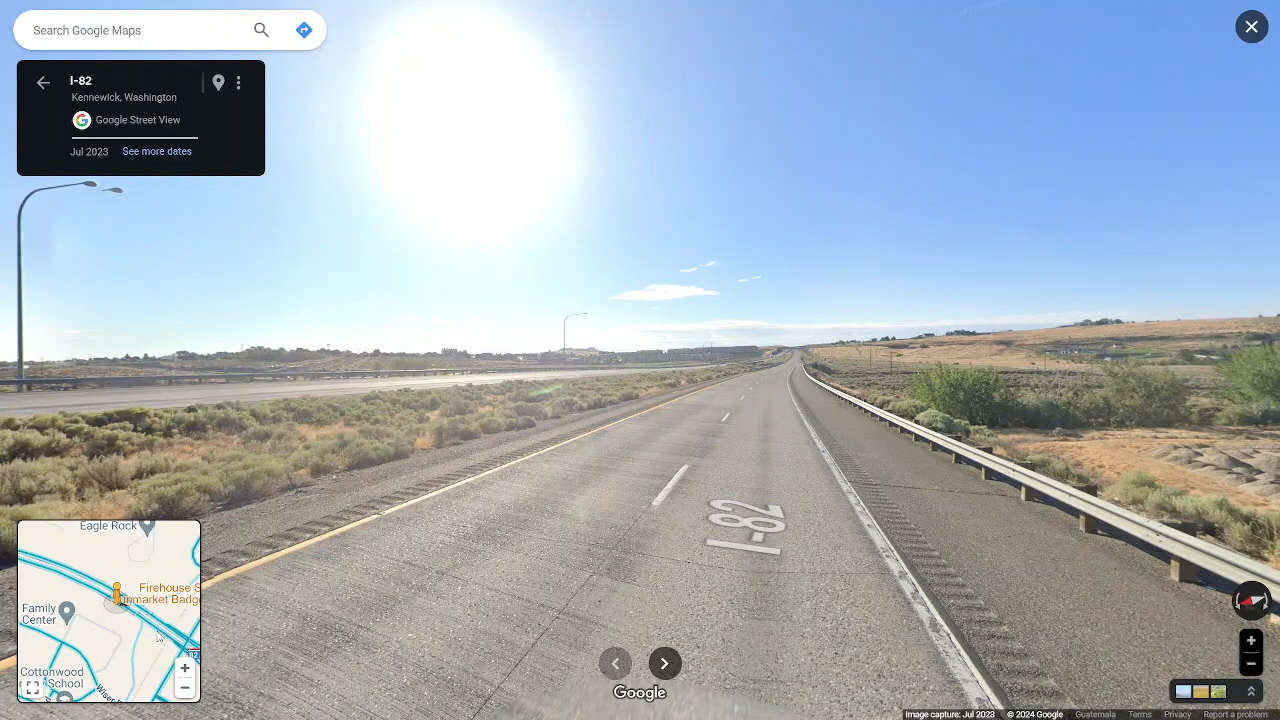 Search Google Maps
I-82
Kennewick, Washington
Google Street View
Jul 2023 See more dates
I-82
Eagle Rock
Firehouse S
Family
Center
Cottonwood
School
Google
Image capture: Jul 2023 © 2024 Google Guatemala Terms Privacy Report a problem